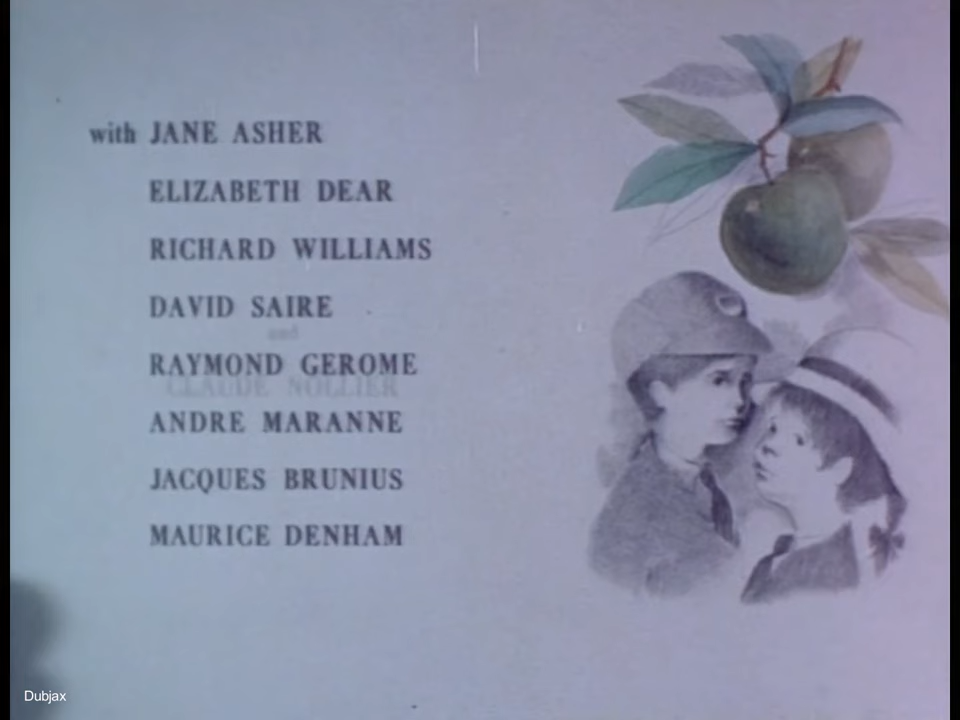 with JANE ASHER
ELIZABETH DEAR
RICHARD WILLIAMS
DAVID SAIRE
and
RAYMOND GEROME
CLAUDE NOLLIER
ANDRE MARANNE
JACQUES BRUNIUS
MAURICE DENHAM
Dubjax